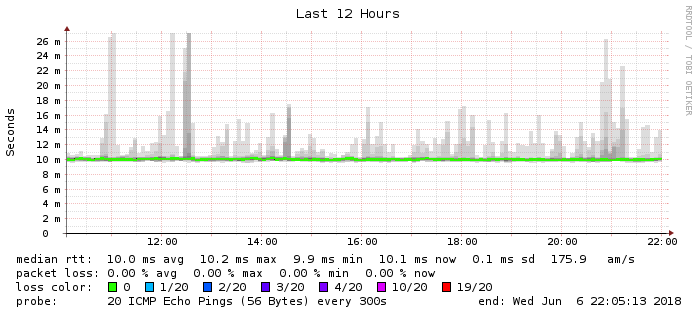 Last 12 Hours
RRDTOOL / TOBI OETIKER
Seconds
26 m
24 m
22 m
20 m
18 m
16 m
14 m
12 m
10 m
8 m
6 m
4 m
2 m
0
12:00 14:00 16:00 18:00 20:00 22:00
median rtt: 10.0 ms avg 10.2 ms max 9.9 ms min 10.1 ms now 0.1 ms sd 175.9 am/s
packet loss: 0.00 % avg 0.00 % max 0.00 % min 0.00 % now
loss color: 0 1/20 2/20 3/20 4/20 10/20 19/20
probe: 20 ICMP Echo Pings (56 Bytes) every 300s end: Wed Jun 6 22:05:13 2018